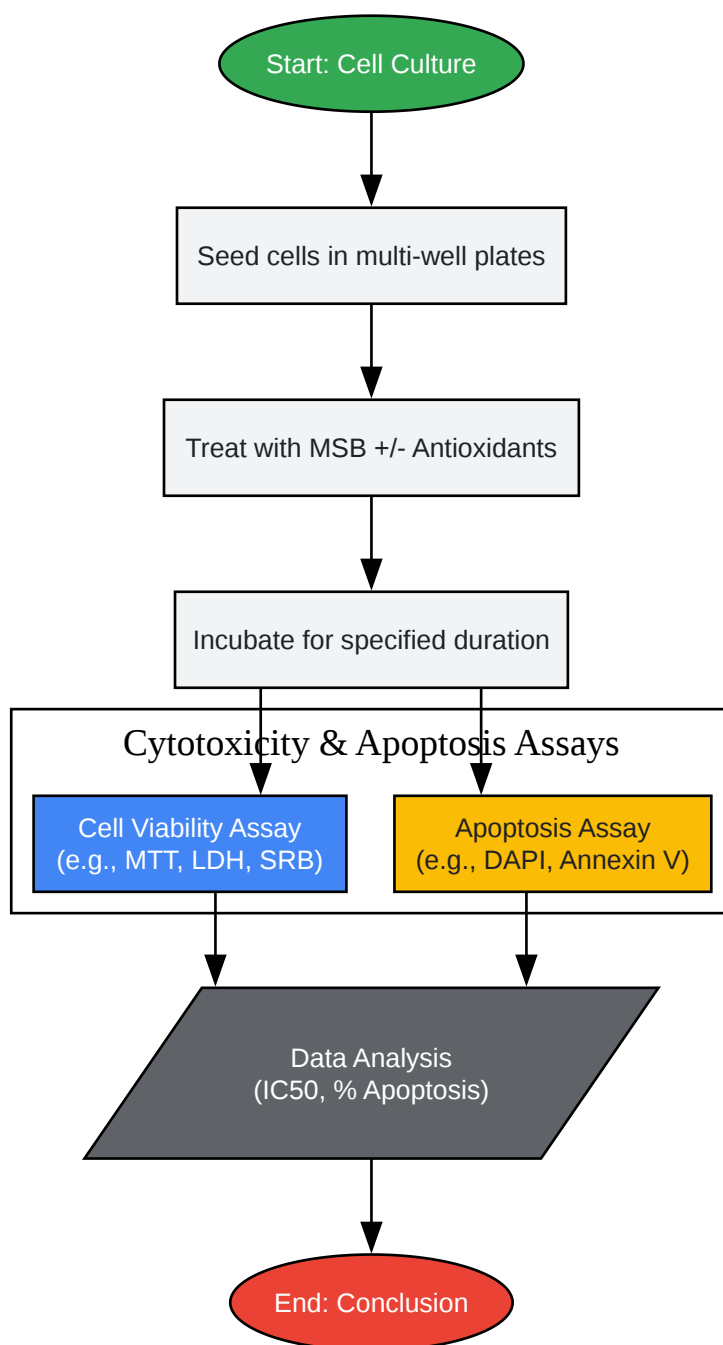 Start: Cell Culture
Seed cells in multi-well plates
Treat with MSB +/- Antioxidants
Incubate for specified duration
Cytotoxicity & Apoptosis Assays
Cell Viability Assay
(e.g., MTT, LDH, SRB)
Apoptosis Assay
(e.g., DAPI, Annexin V)
Data Analysis
(IC50, % Apoptosis)
End: Conclusion